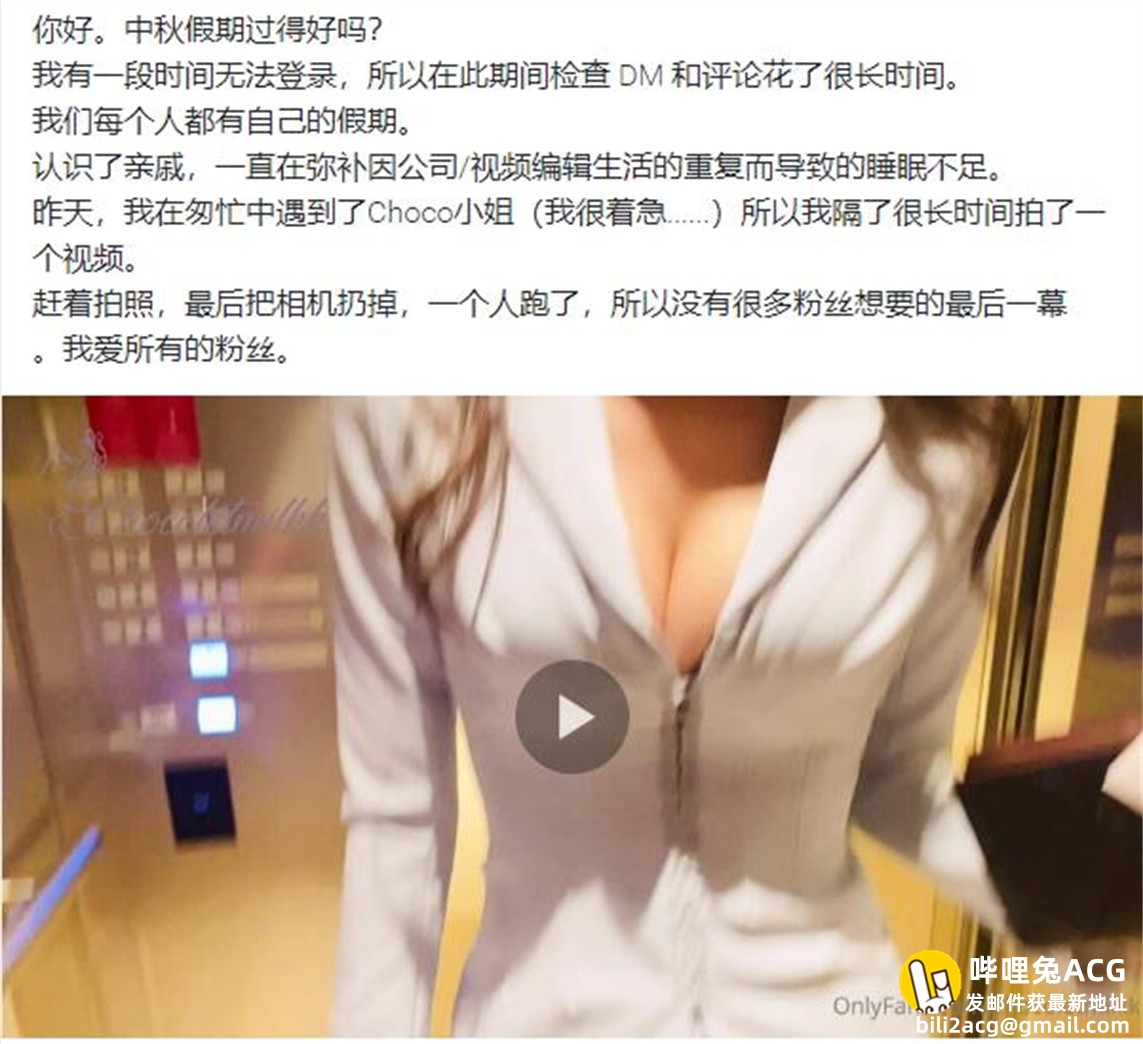 你好。中秋假期过得好吗?
我有一段时间无法登录，所以在此期间检查 DM 和评论花了很长时间。
我们每个人都有自己的假期。
认识了亲戚，一直在弥补因公司/视频编辑生活的重复而导致的睡眠不足。
昨天，我在匆忙中遇到了Choco小姐（我很着急......）所以我隔了很长时间拍了一
个视频。
赶着拍照，最后把相机扔掉，一个人跑了，所以没有很多粉丝想要的最后一幕
。我爱所有的粉丝。
哔哩兔ACG
发邮件获最新地址
bili2acg@gmail.com